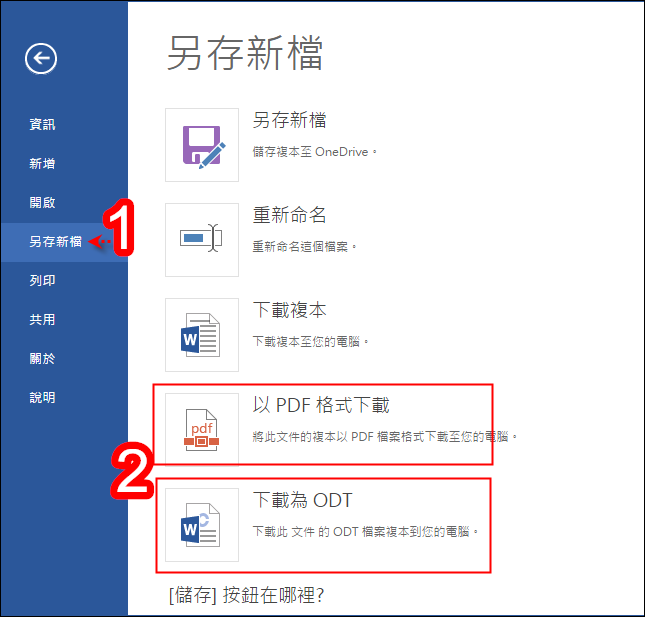 另存新檔
資訊
新增
開啟
另存新檔
列印
共用
關於
說明
1
另存新檔
儲存複本至 OneDrive。
重新命名
重新命名這個檔案。
W
下載複本
下載複本至您的電腦。
pdf
以 PDF 格式下載
將此文件的複本以 PDF 檔案格式下載至您的電腦。
2
W
下載為 ODT
下載此 文件 的 ODT 檔案複本到您的電腦。
[儲存] 按鈕在哪裡?